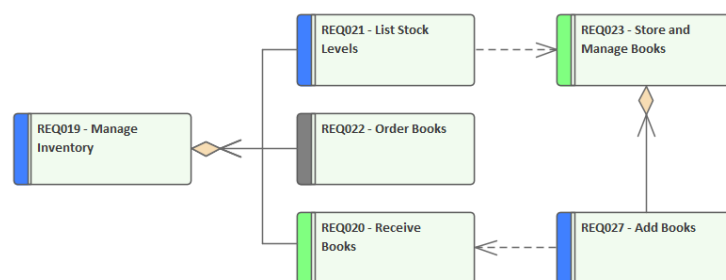 REQ021 - List Stock
Levels
REQ023 - Store and
Manage Books
REQ019 - Manage
Inventory
REQ022 - Order Books
REQ020 - Receive
Books
REQ027 - Add Books